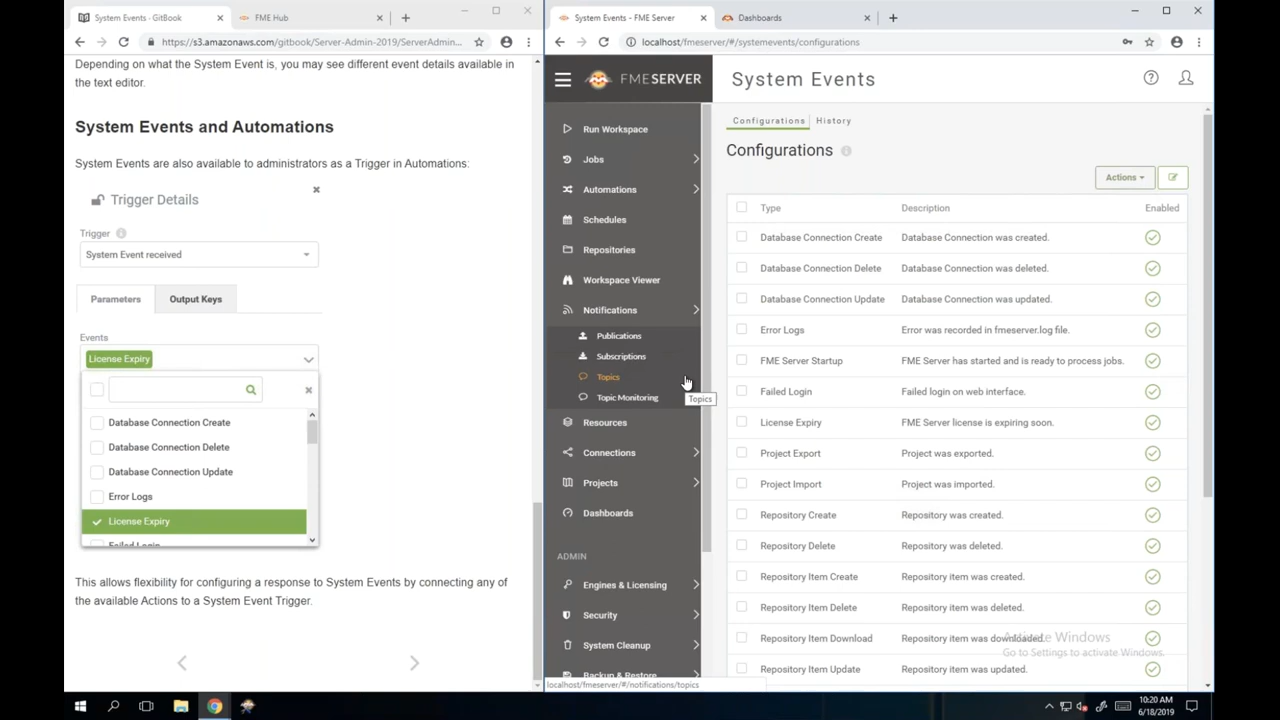 System Events - GitBook
FME Hub
https://s3.amazonaws.com/gitbook/Server-Admin-2019/ServerAdmin...
Depending on what the System Event is, you may see different event details available in
the text editor.
System Events and Automations
System Events are also available to administrators as a Trigger in Automations:
Trigger Details
Trigger
System Event received
Parameters
Output Keys
Events
License Expiry
Database Connection Create
Database Connection Delete
Database Connection Update
Error Logs
License Expiry
Failed Login
This allows flexibility for configuring a response to System Events by connecting any of
the available Actions to a System Event Trigger.
System Events - FME Server
Dashboards
localhost/fmeserver/#/systemevents/configurations
FMESERVER
System Events
Run Workspace
Jobs
Automations
Schedules
Repositories
Workspace Viewer
Notifications
Publications
Subscriptions
Topics
Topic Monitoring
Topics
Resources
Connections
Projects
Dashboards
ADMIN
Engines & Licensing
Security
System Cleanup
Backup & Restore
localhost/fmeserver/#/notifications/topics
Configurations
History
Configurations
Actions
Type Description Enabled
Database Connection Create Database Connection was created.
Database Connection Delete Database Connection was deleted.
Database Connection Update Database Connection was updated.
Error Logs Error was recorded in fmeserver.log file.
FME Server Startup FME Server has started and is ready to process jobs.
Failed Login Failed login on web interface.
License Expiry FME Server license is expiring soon.
Project Export Project was exported.
Project Import Project was imported.
Repository Create Repository was created.
Repository Delete Repository was deleted.
Repository Item Create Repository item was created.
Repository Item Delete Repository item was deleted.
Repository Item Download Repository item was downloaded.
Repository Item Update Repository item was updated.
Activate Windows
Go to Settings to activate Windows.
10:20 AM
6/18/2019